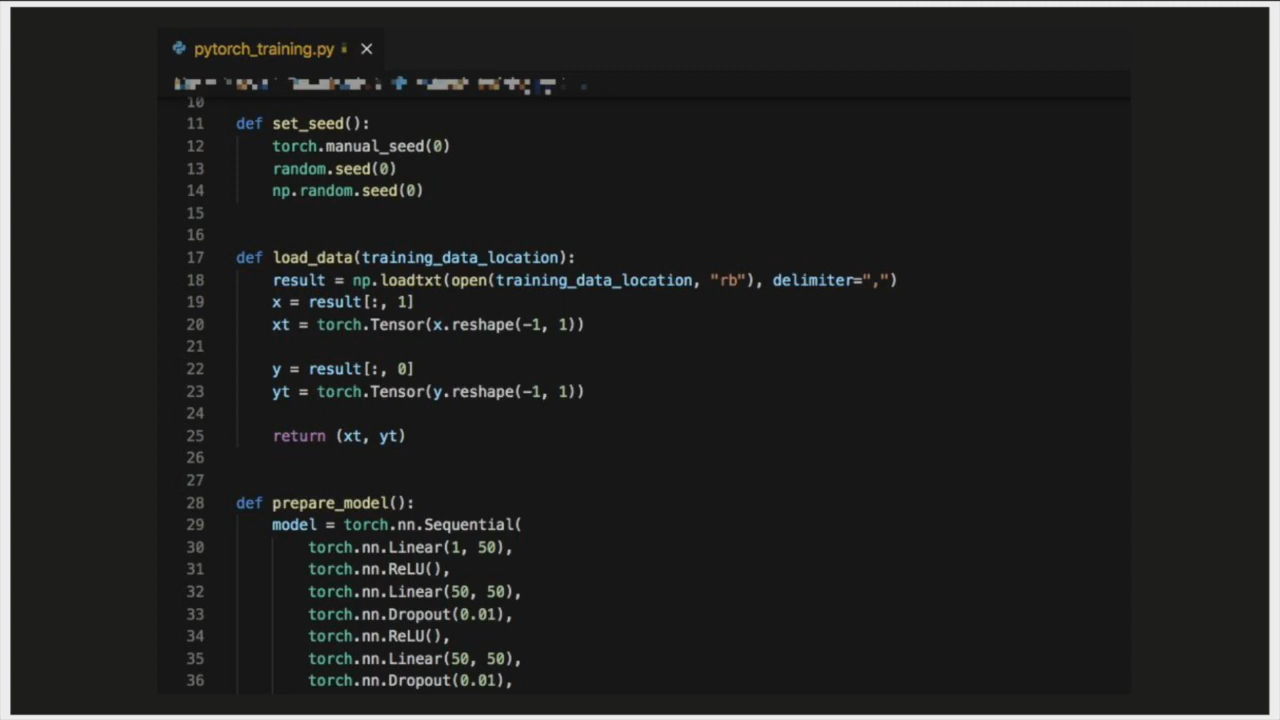 pytorch_training.py
10
11 def set_seed():
12 torch.manual_seed(0)
13 random.seed(0)
14 np.random.seed(0)
15
16
17 def load_data(training_data_location):
18 result = np.loadtxt(open(training_data_location, "rb"), delimiter=",")
19 x = result[:, 1]
20 xt = torch.Tensor(x.reshape(-1, 1))
21
22 y = result[:, 0]
23 yt = torch.Tensor(y.reshape(-1, 1))
24
25 return (xt, yt)
26
27
28 def prepare_model():
29 model = torch.nn.Sequential(
30 torch.nn.Linear(1, 50),
31 torch.nn.ReLU(),
32 torch.nn.Linear(50, 50),
33 torch.nn.Dropout(0.01),
34 torch.nn.ReLU(),
35 torch.nn.Linear(50, 50),
36 torch.nn.Dropout(0.01),